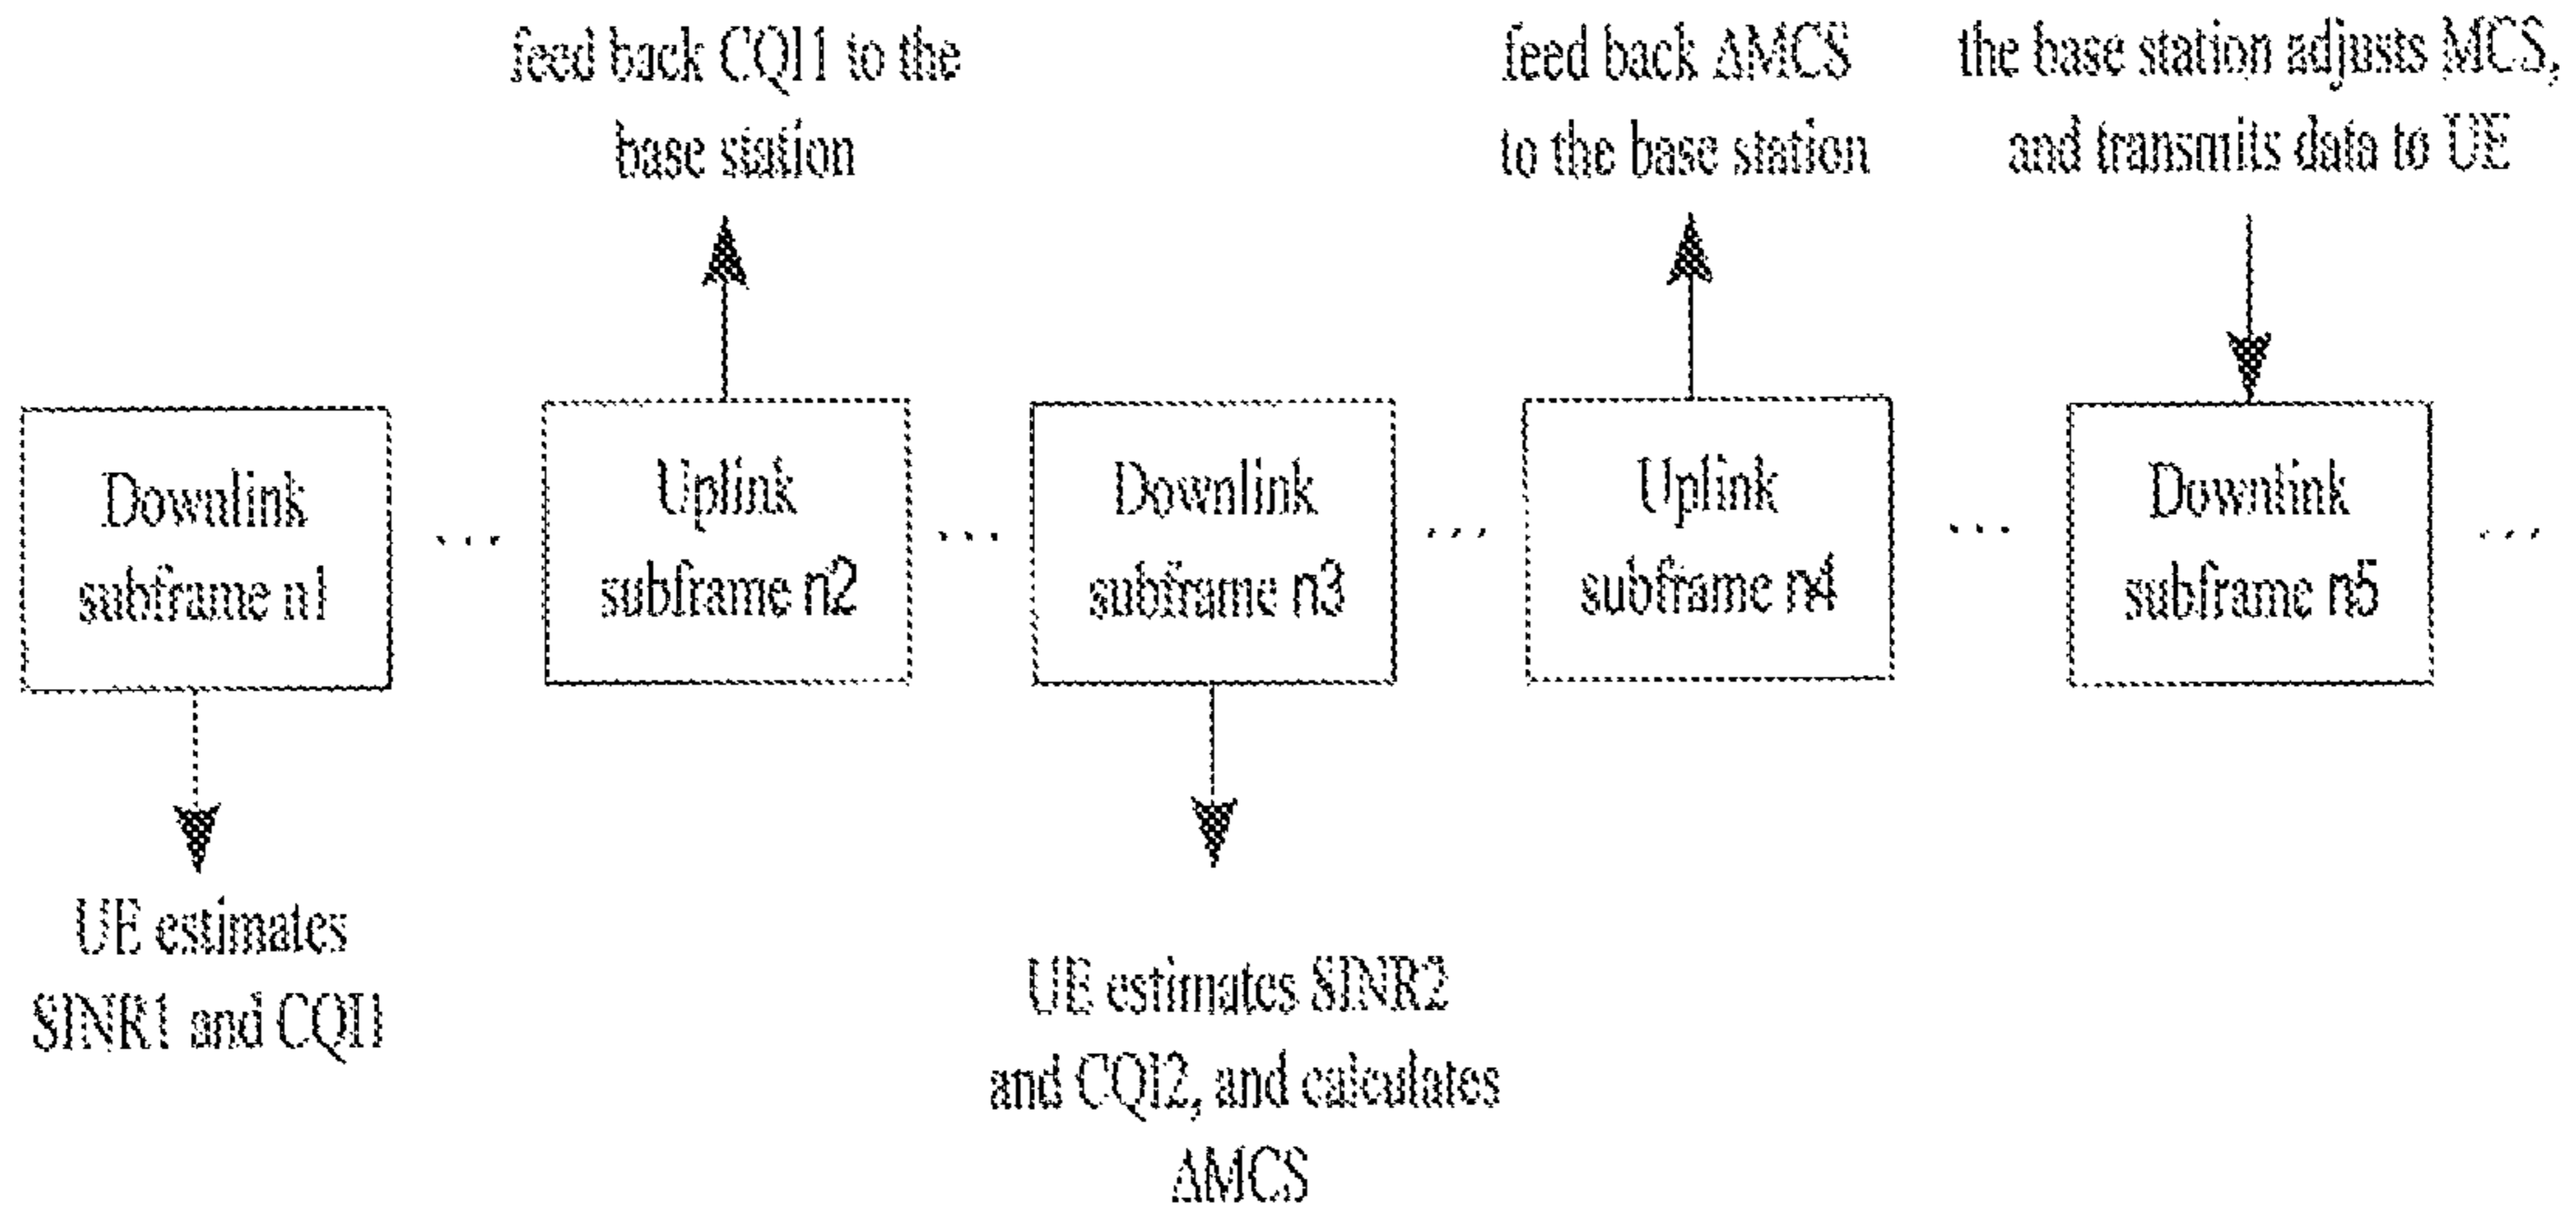 feed back CQI1 to the
base station
feed back ΔMCS
to the base station
the base station adjusts MCS,
and transmits data to UE
Downlink
subframe n1
...
Uplink
subframe n2
...
Downlink
subframe n3
...
Uplink
subframe n4
...
Downlink
subframe n5
...
UE estimates
SINR1 and CQI1
UE estimates SINR2
and CQI2, and calculates
ΔMCS